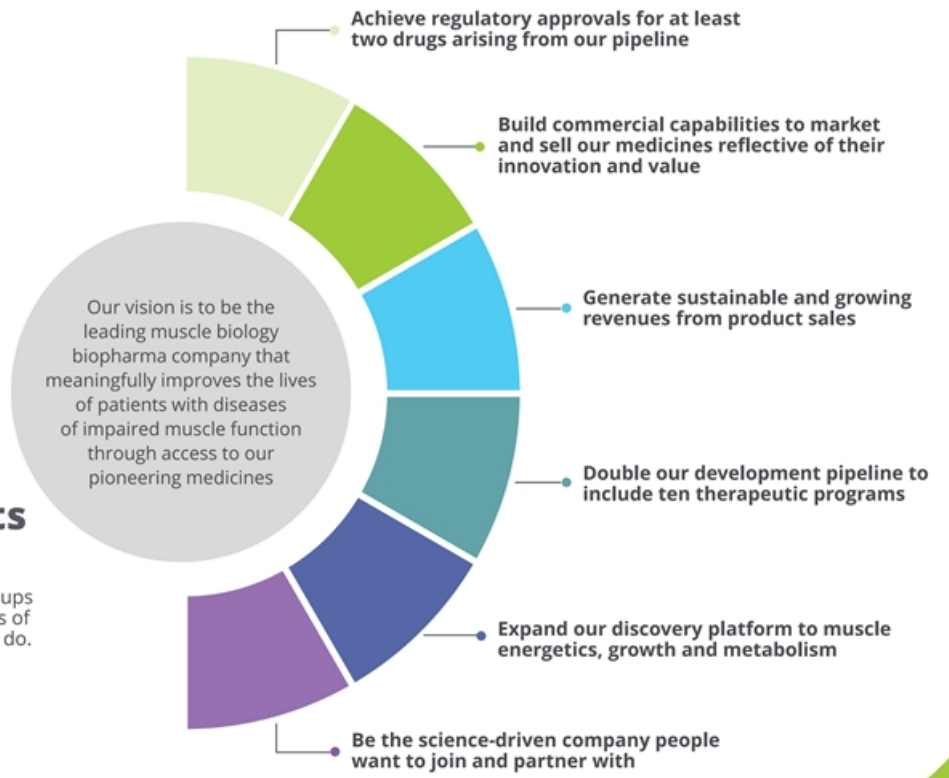 Achieve regulatory approvals for at least
two drugs arising from our pipeline
Build commercial capabilities to market
and sell our medicines reflective of their
innovation and value
Generate sustainable and growing
revenues from product sales
Our vision is to be the
leading muscle biology
biopharma company that
meaningfully improves the lives
of patients with diseases
of impaired muscle function
through access to our
pioneering medicines
Double our development pipeline to
include ten therapeutic programs
ts
ups
s of
do.
Expand our discovery platform to muscle
energetics, growth and metabolism
Be the science-driven company people
want to join and partner with